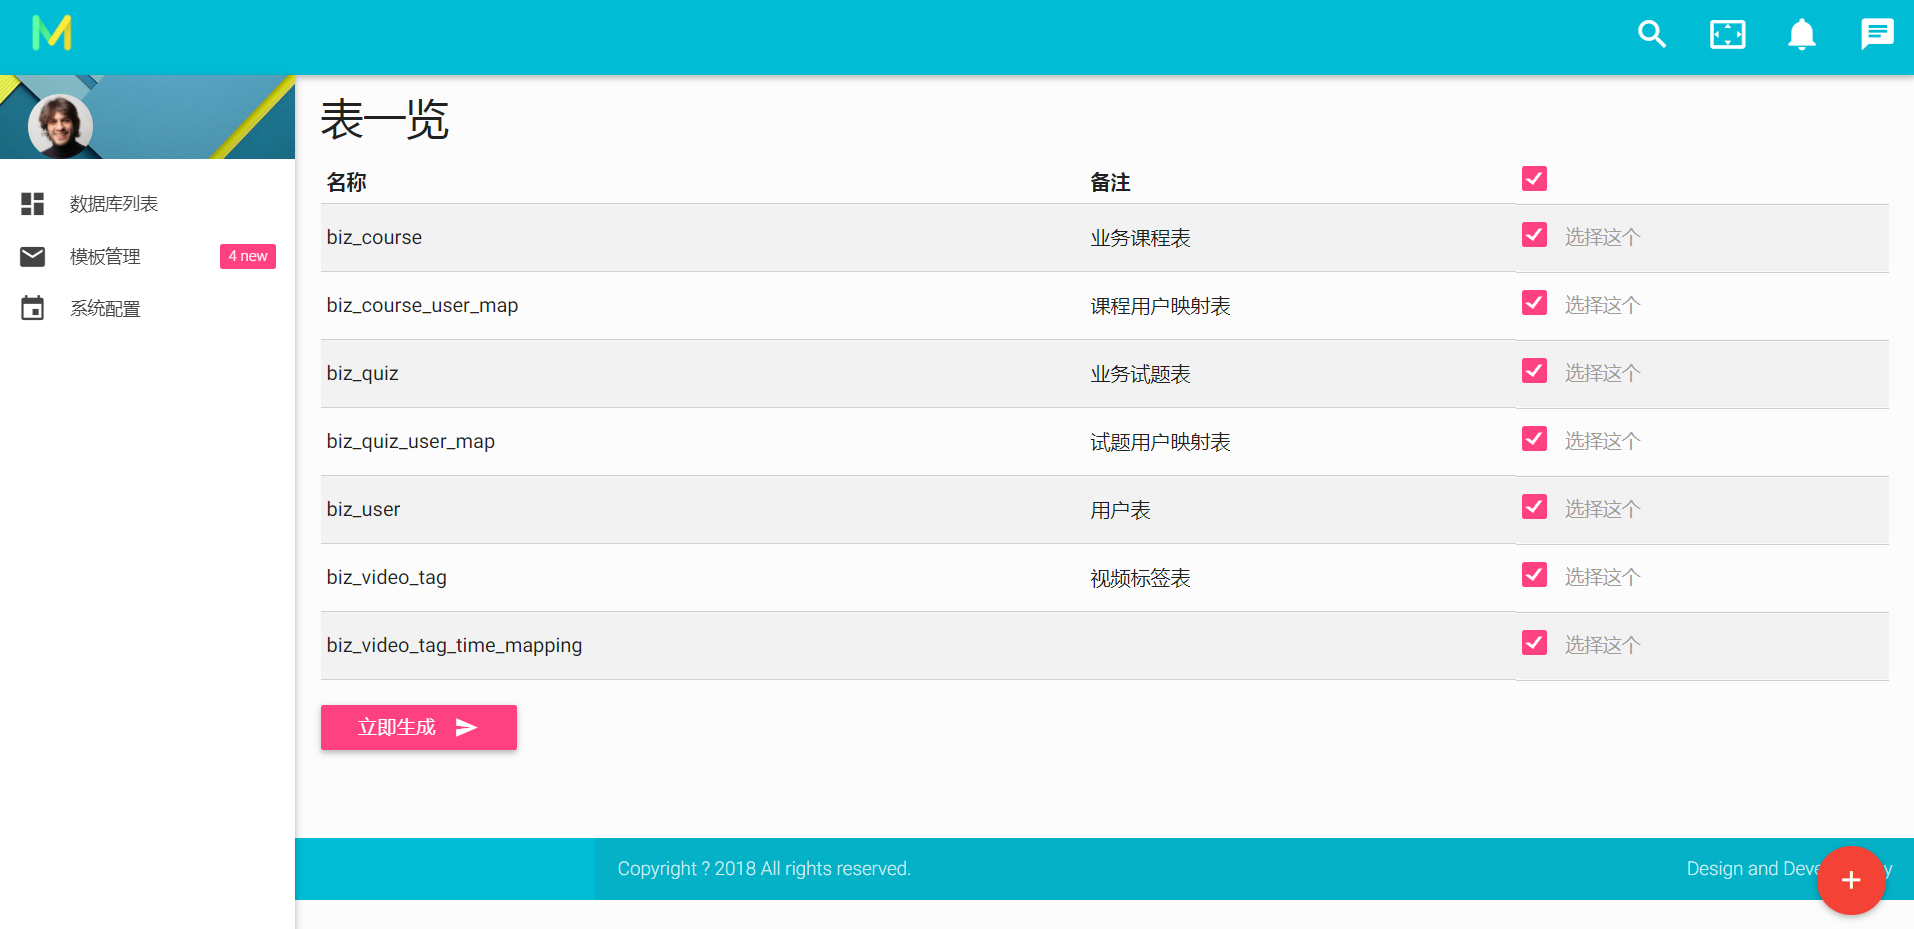 数据库列表
模板管理 4 new
系统配置
表一览
名称 备注
biz_course 业务课程表 选择这个
biz_course_user_map 课程用户映射表 选择这个
biz_quiz 业务试题表 选择这个
biz_quiz_user_map 试题用户映射表 选择这个
biz_user 用户表 选择这个
biz_video_tag 视频标签表 选择这个
biz_video_tag_time_mapping 选择这个
立即生成
Copyright ? 2018 All rights reserved. Design and